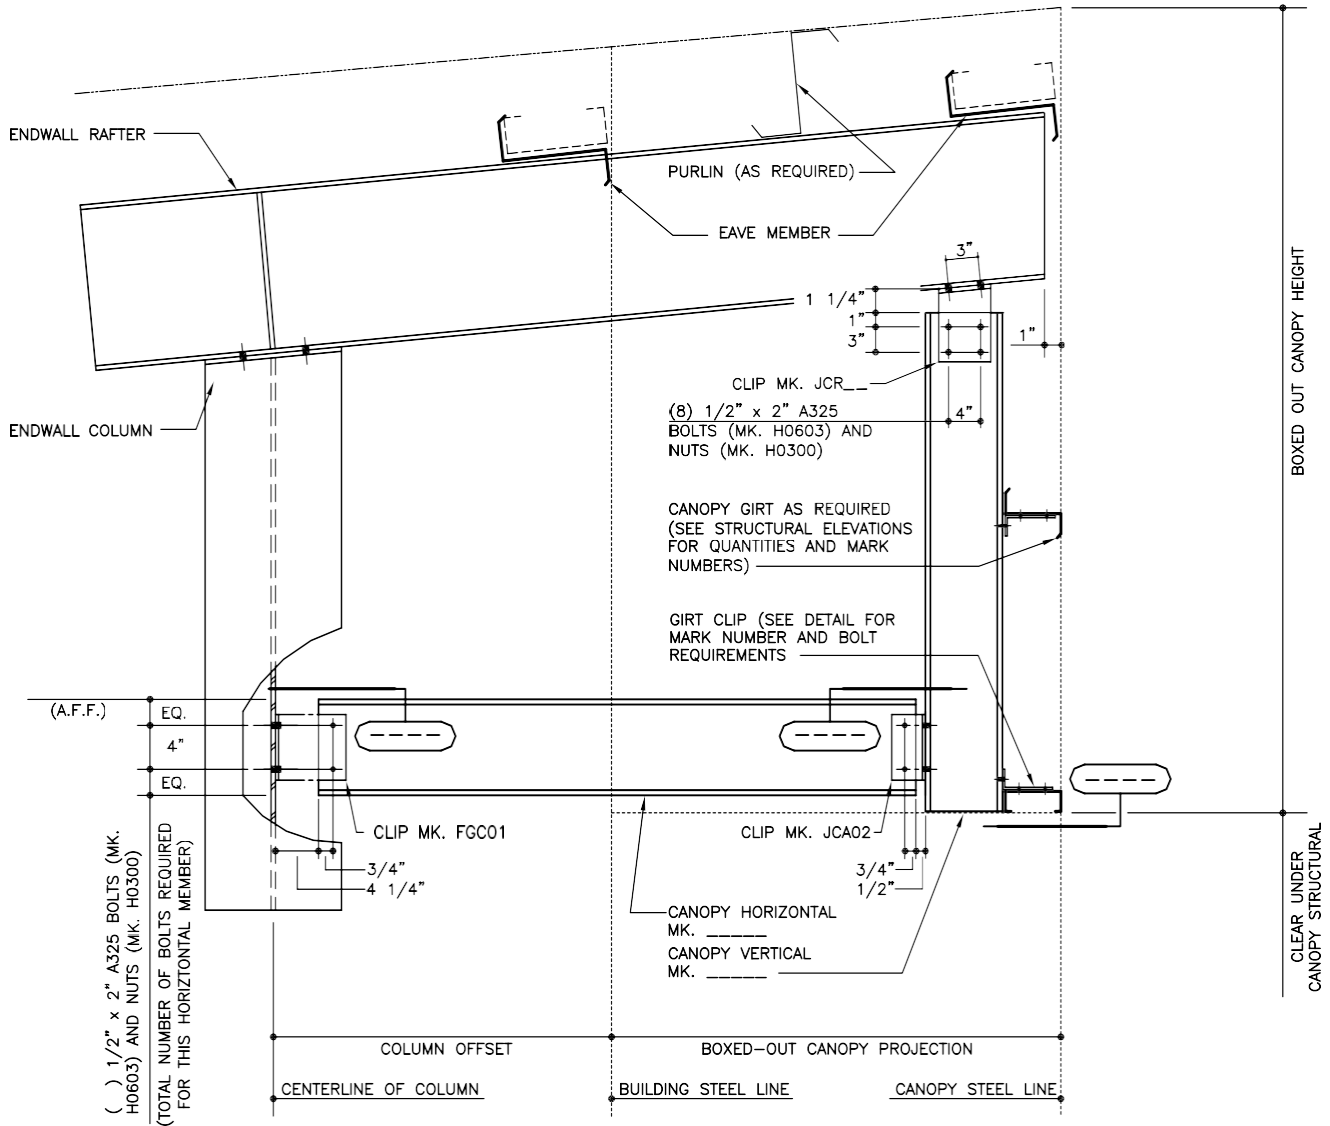 ENDWALL RAFTER
PURLIN (AS REQUIRED)
EAVE MEMBER
3"
1 1/4"
1"
3"
1"
CLIP MK. JCR__
(8) 1/2" x 2" A325
BOLTS (MK. H0603) AND
NUTS (MK. H0300)
4"
ENDWALL COLUMN
BOXED OUT CANOPY HEIGHT
CANOPY GIRT AS REQUIRED
(SEE STRUCTURAL ELEVATIONS
FOR QUANTITIES AND MARK
NUMBERS)
GIRT CLIP (SEE DETAIL FOR
MARK NUMBER AND BOLT
REQUIREMENTS
(A.F.F.)
EQ.
4"
EQ.
CLIP MK. FGC01
CLIP MK. JCA02
3/4"
4 1/4"
3/4"
1/2"
CANOPY HORIZONTAL
MK. _____
CANOPY VERTICAL
MK. _____
CLEAR UNDER
CANOPY STRUCTURAL
( ) 1/2" x 2" A325 BOLTS (MK.
H0603) AND NUTS (MK. H0300)
(TOTAL NUMBER OF BOLTS REQUIRED
FOR THIS HORIZTONTAL MEMBER)
COLUMN OFFSET
BOXED-OUT CANOPY PROJECTION
CENTERLINE OF COLUMN
BUILDING STEEL LINE
CANOPY STEEL LINE